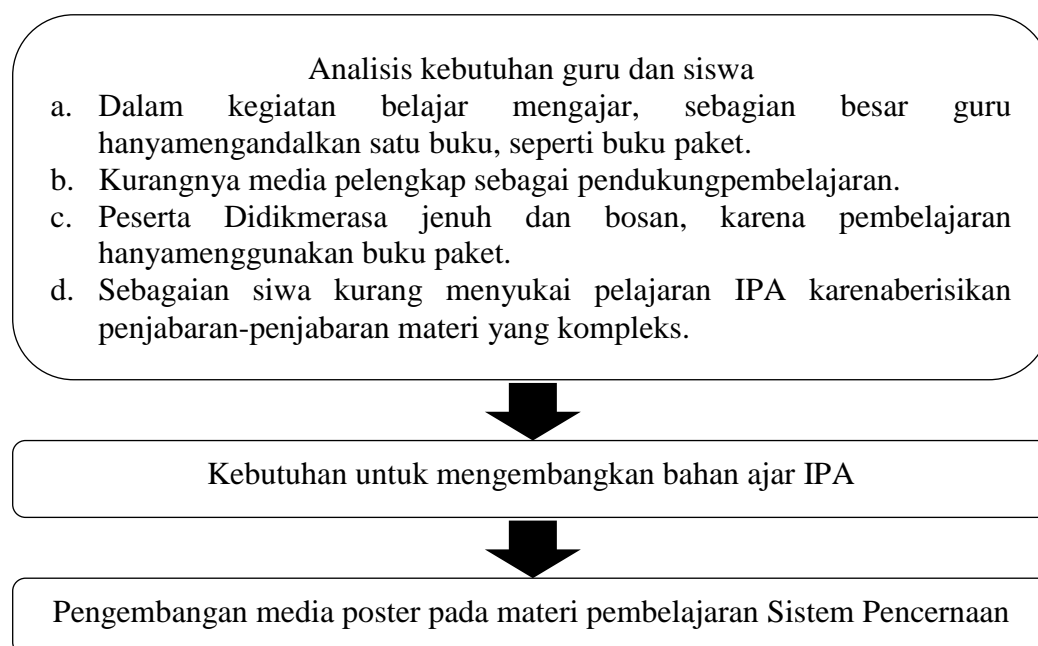 Analisis kebutuhan guru dan siswa
a. Dalam kegiatan belajar mengajar, sebagian besar guru
hanyamengandalkan satu buku, seperti buku paket.
b. Kurangnya media pelengkap sebagai pendukungpembelajaran.
c. Peserta Didikmerasa jenuh dan bosan, karena pembelajaran
hanyamenggunakan buku paket.
d. Sebagaian siwa kurang menyukai pelajaran IPA karenaberisikan
penjabaran-penjabaran materi yang kompleks.
Kebutuhan untuk mengembangkan bahan ajar IPA
Pengembangan media poster pada materi pembelajaran Sistem Pencernaan